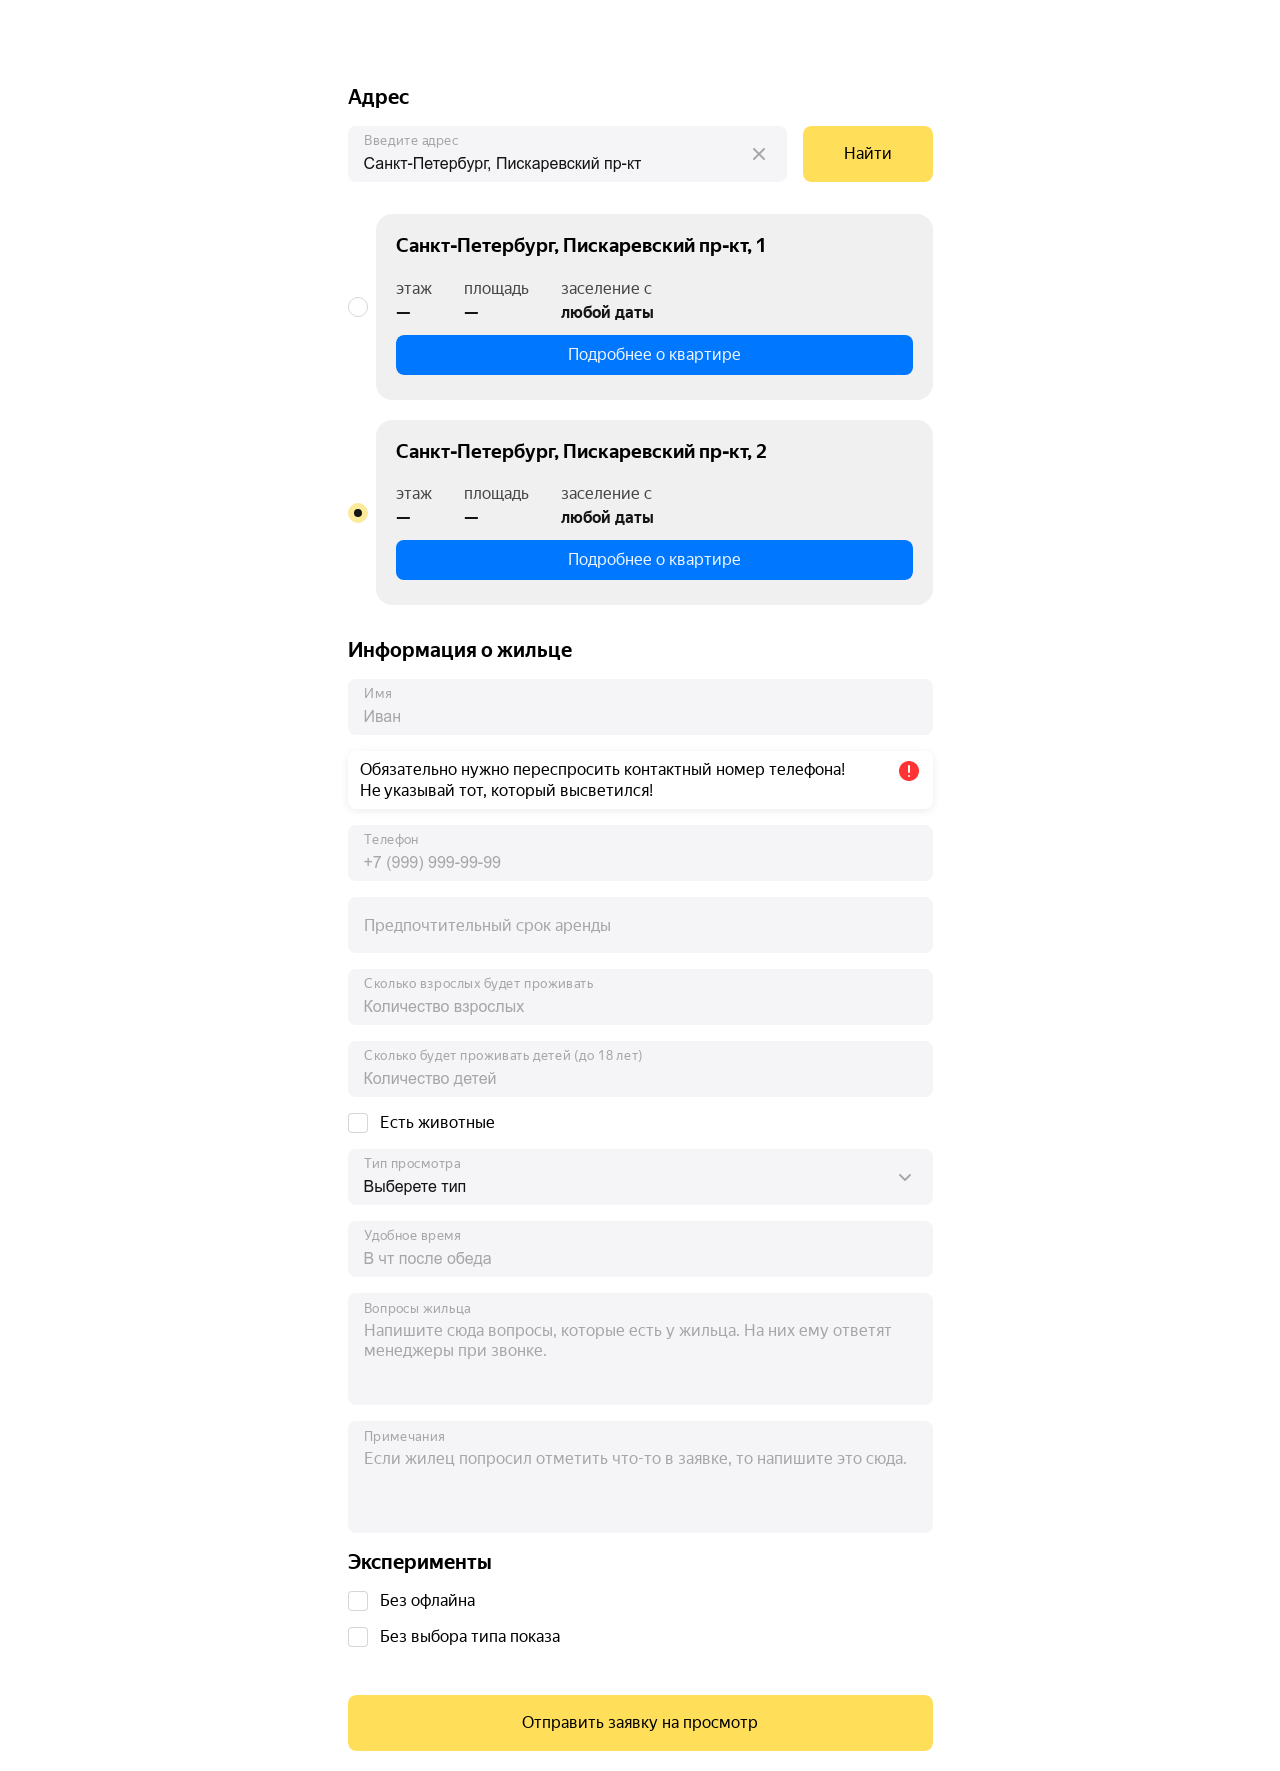 Адрес
Введите адрес
Санкт-Петербург, Пискаревский пр-кт
Найти
Санкт-Петербург, Пискаревский пр-кт, 1
этаж площадь заселение с
— — любой даты
Подробнее о квартире
Санкт-Петербург, Пискаревский пр-кт, 2
этаж площадь заселение с
— — любой даты
Подробнее о квартире
Информация о жильце
Имя
Иван
Обязательно нужно переспросить контактный номер телефона!
Не указывай тот, который высветился!
Телефон
+7 (999) 999-99-99
Предпочтительный срок аренды
Сколько взрослых будет проживать
Количество взрослых
Сколько будет проживать детей (до 18 лет)
Количество детей
Есть животные
Тип просмотра
Выберете тип
Удобное время
В чт после обеда
Вопросы жильца
Напишите сюда вопросы, которые есть у жильца. На них ему ответят
менеджеры при звонке.
Примечания
Если жилец попросил отметить что-то в заявке, то напишите это сюда.
Эксперименты
Без офлайна
Без выбора типа показа
Отправить заявку на просмотр